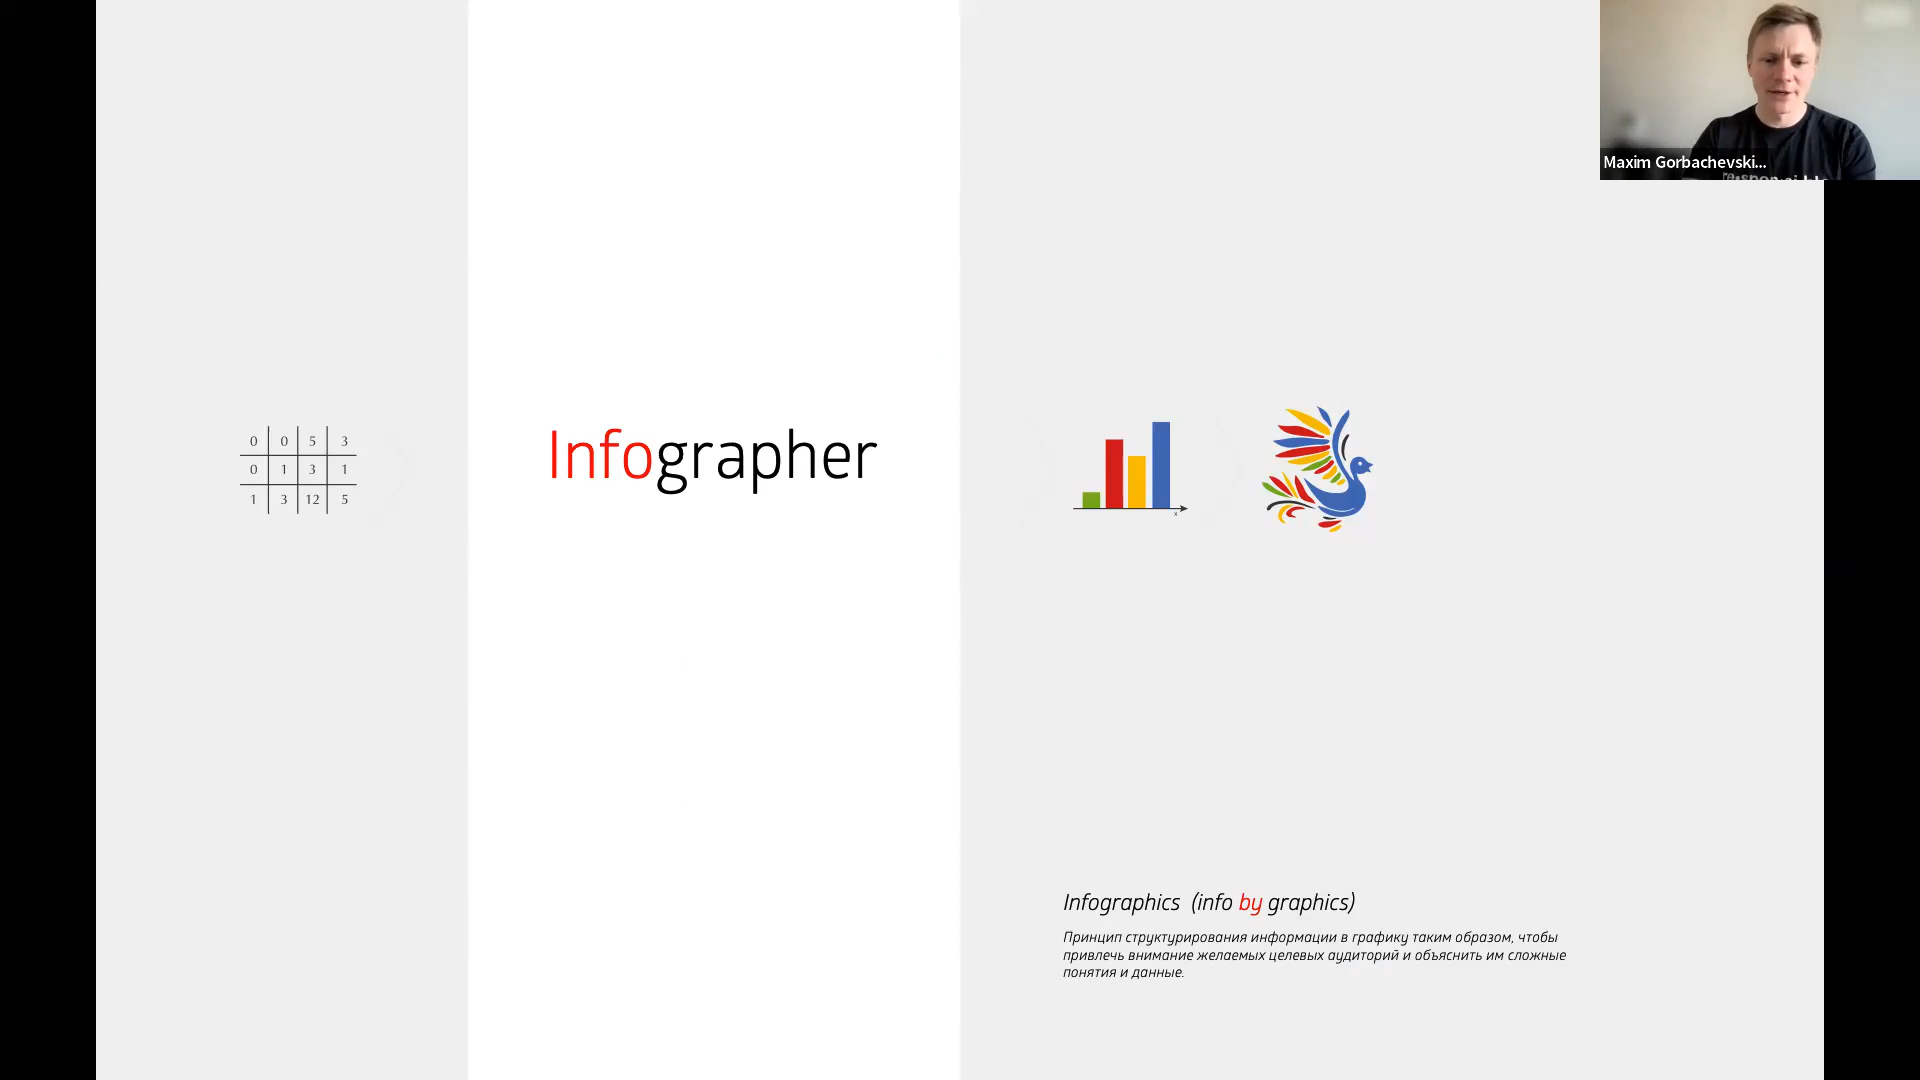 Maxim Gorbachevski...
0 0 5 3
0 1 3 1
1 3 12 5
Infographer
x
Infographics (info by graphics)
Принцип структурирования информации в графику таким образом, чтобы
привлечь внимание желаемых целевых аудиторий и объяснить им сложные
понятия и данные.